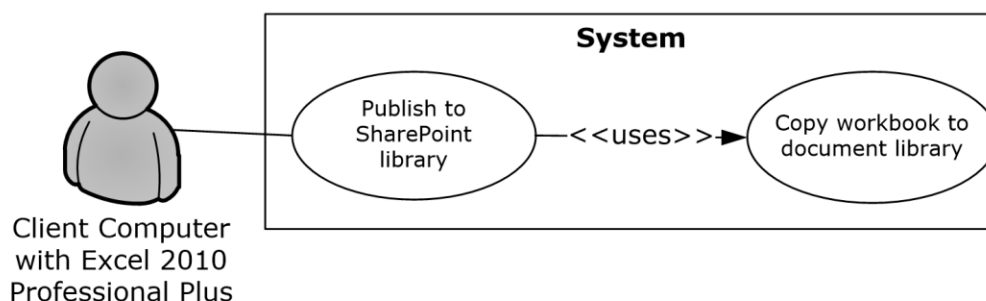 System
Publish to
SharePoint
library
<<uses>>
Copy workbook to
document library
Client Computer
with Excel 2010
Professional Plus